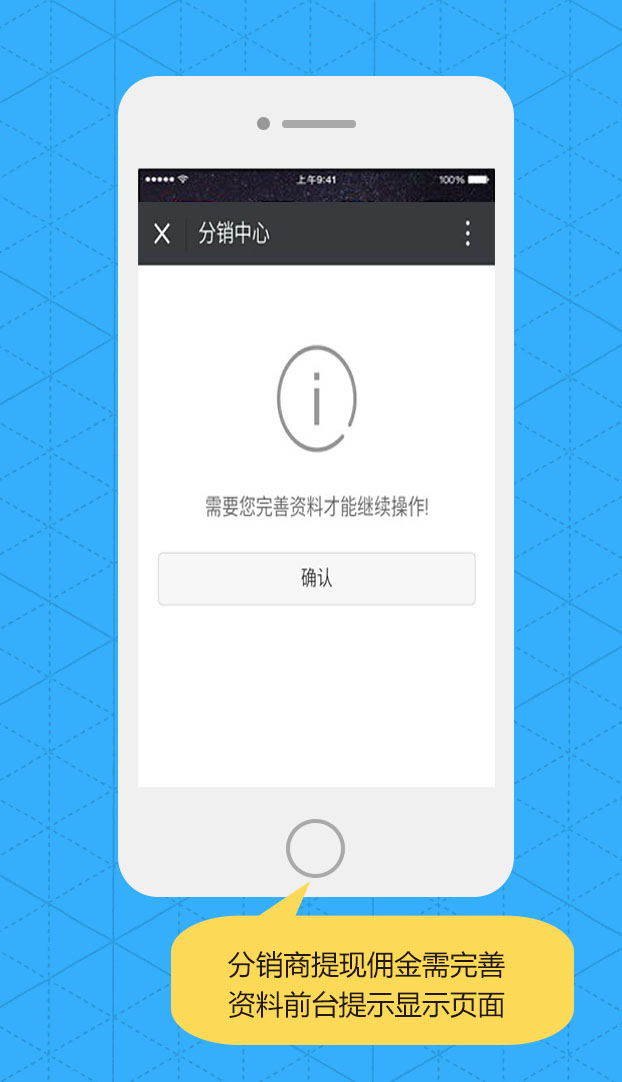 上午9:41 100%
X 分销中心
i
需要您完善资料才能继续操作!
确认
分销商提现佣金需完善
资料前台提示显示页面